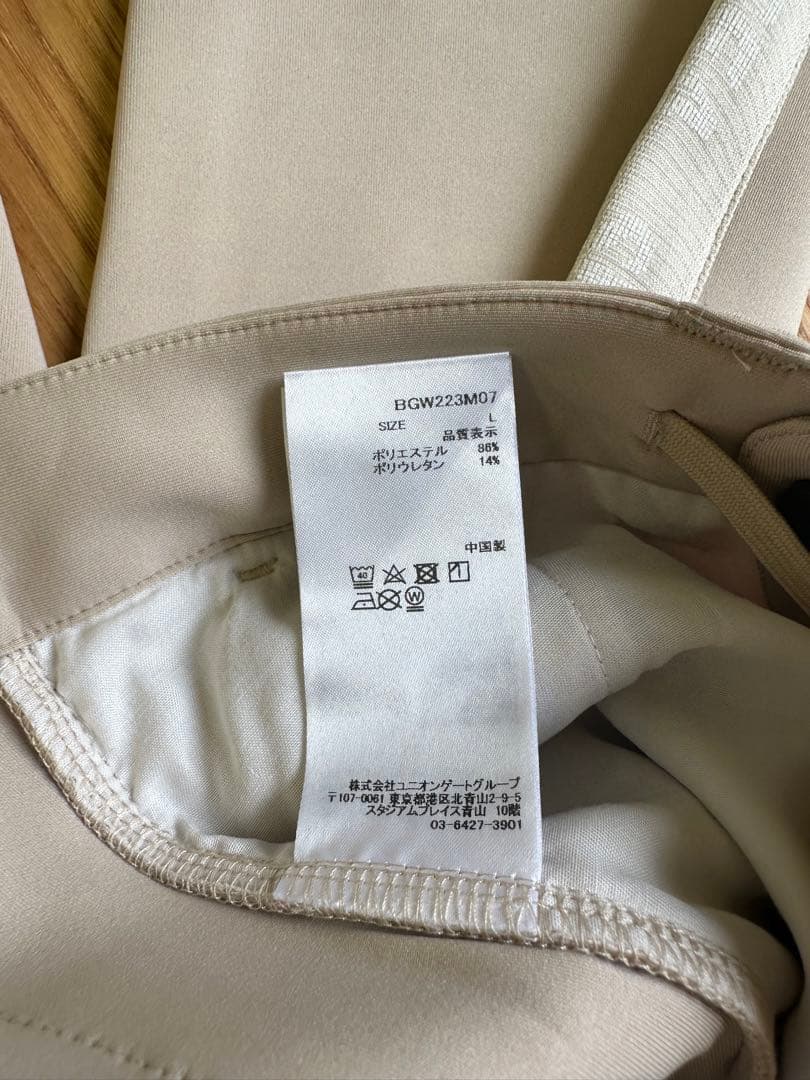 BGW223M07
SIZE L
品質表示
ポリエステル 86%
ポリウレタン 14%
中国製
40
W
株式会社ユニオンゲートグループ
〒107-0061 東京都港区北青山2-9-5
スタジアムプレイス青山 10階
03-6427-3901